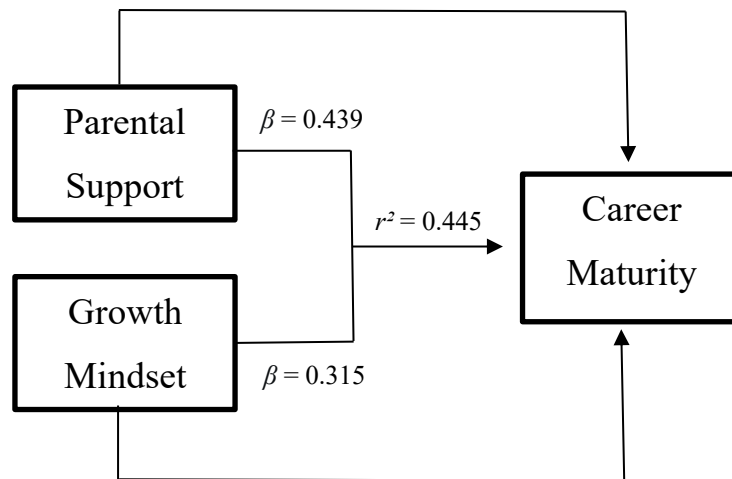 Parental
Support
β = 0.439
Growth
Mindset
β = 0.315
r² = 0.445
Career
Maturity